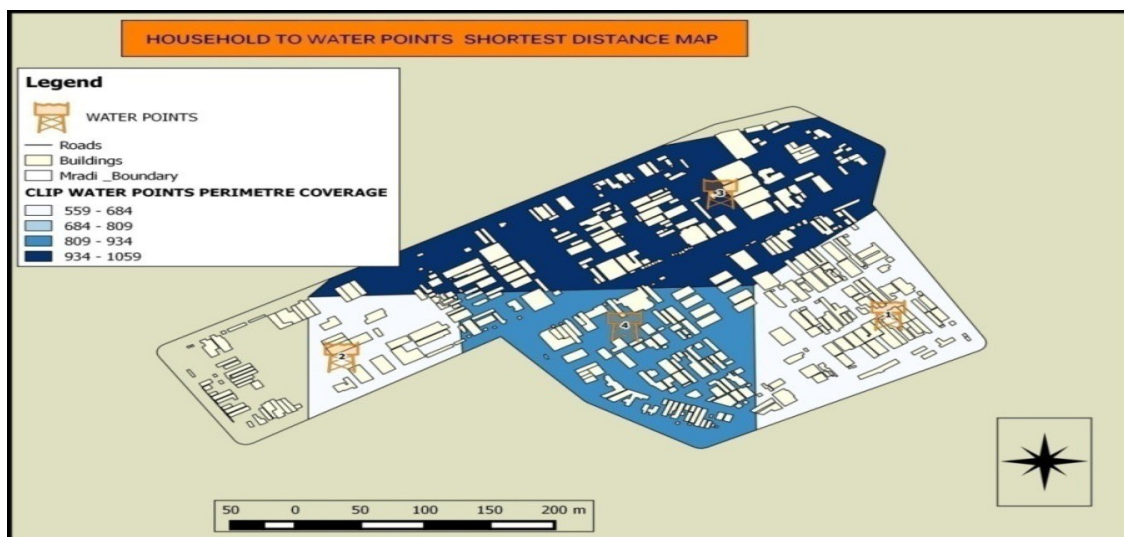 HOUSEHOLD TO WATER POINTS SHORTEST DISTANCE MAP
Legend
WATER POINTS
Roads
Buildings
Mradi _Boundary
CLIP WATER POINTS PERIMETRE COVERAGE
559 - 684
684 - 809
809 - 934
934 - 1059
3
1
4
2
50 0 50 100 150 200 m